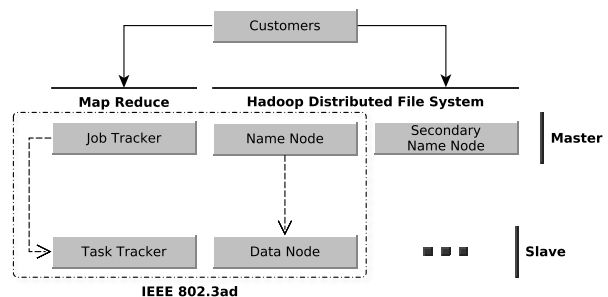 Customers
Map Reduce
Hadoop Distributed File System
Job Tracker
Name Node
Secondary
Name Node
Master
Task Tracker
Data Node
Slave
IEEE 802.3ad